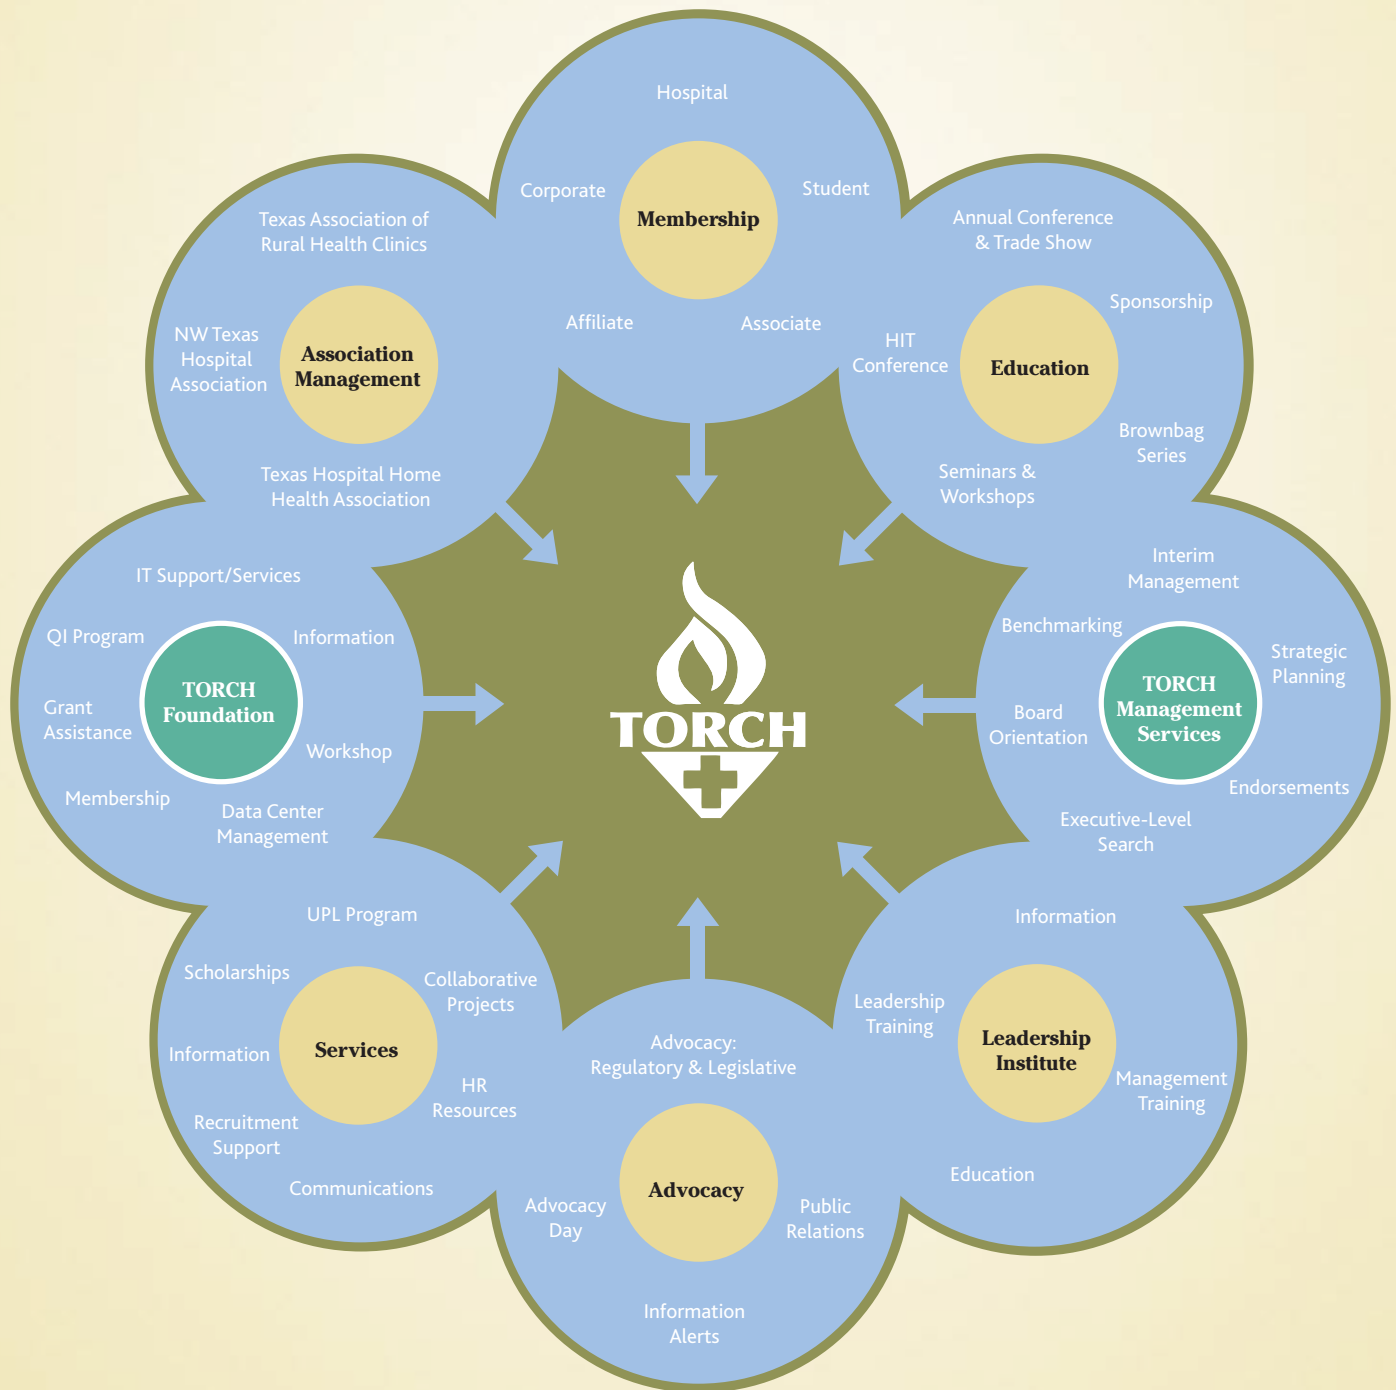 Hospital
Corporate
Student
Membership
Affiliate
Associate
Annual Conference
& Trade Show
Sponsorship
HIT
Conference
Education
Brownbag
Series
Seminars &
Workshops
Interim
Management
Benchmarking
Strategic
Planning
TORCH
Management
Services
Board
Orientation
Endorsements
Executive-Level
Search
Information
Leadership
Training
Leadership
Institute
Management
Training
Education
Advocacy:
Regulatory & Legislative
Advocacy
Advocacy
Day
Public
Relations
Information
Alerts
UPL Program
Scholarships
Collaborative
Projects
Information
Services
HR
Resources
Recruitment
Support
Communications
IT Support/Services
QI Program
Information
TORCH
Foundation
Grant
Assistance
Workshop
Membership
Data Center
Management
Texas Association of
Rural Health Clinics
NW Texas
Hospital
Association
Association
Management
Texas Hospital Home
Health Association
TORCH